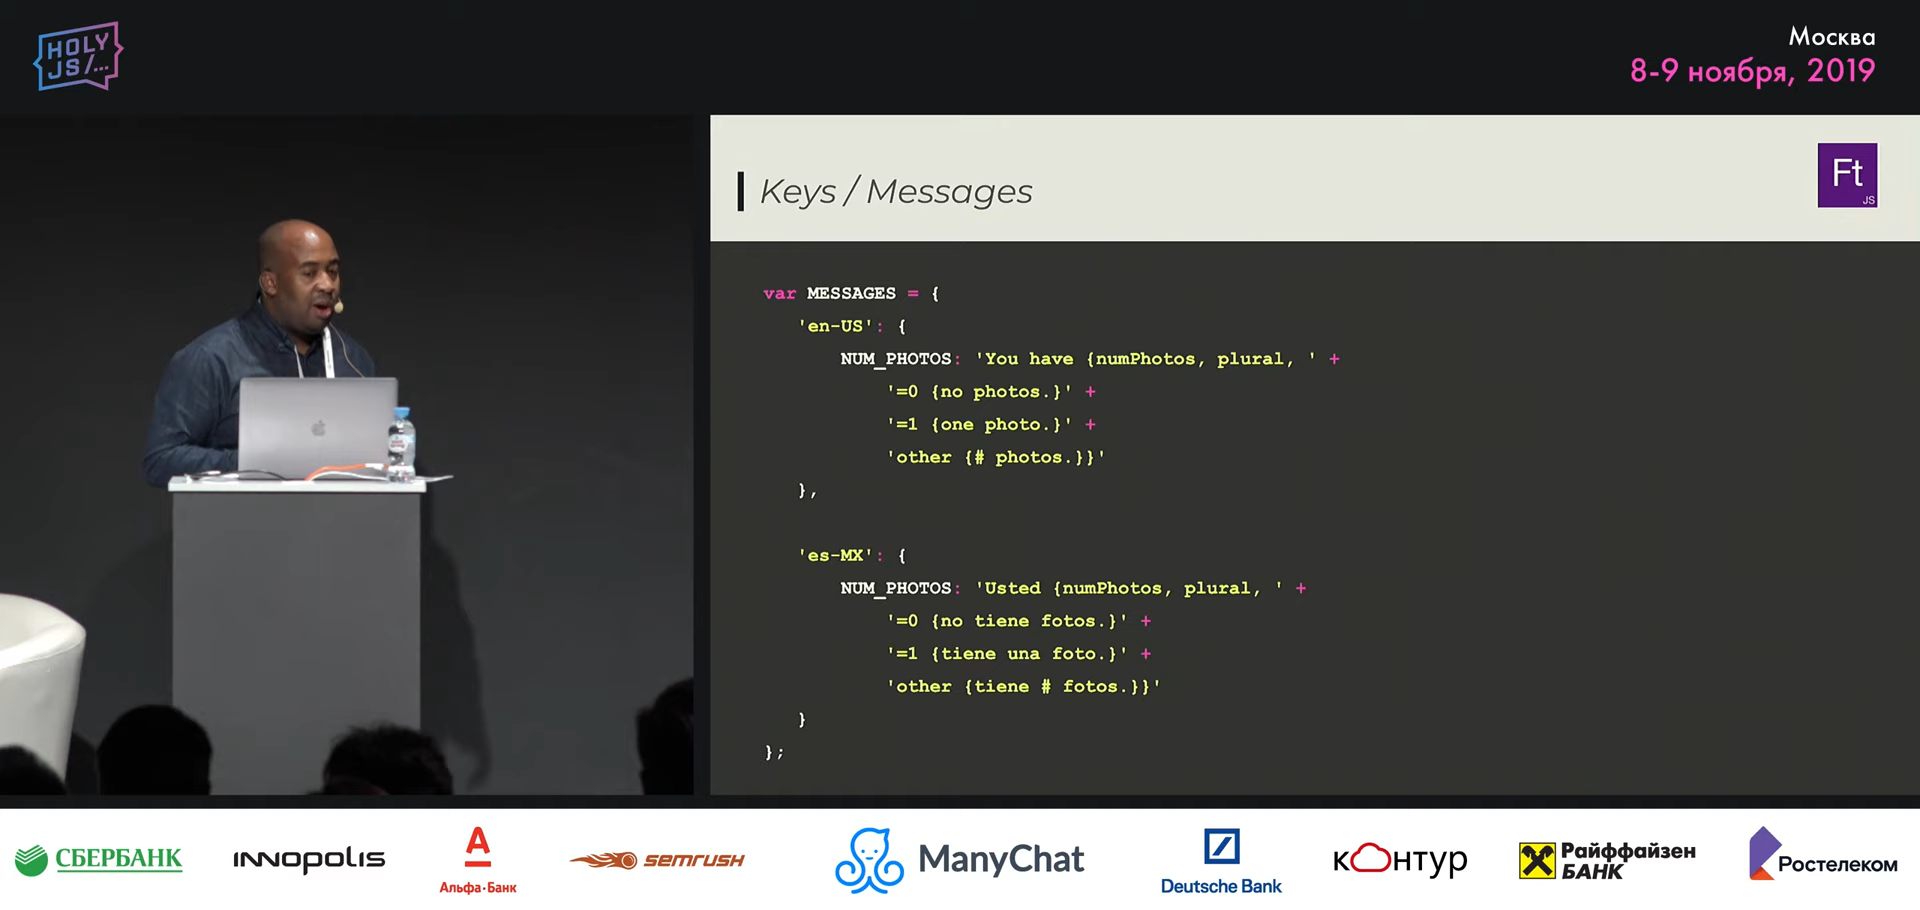 HOLY
JS/...
Москва
8-9 ноября, 2019
Keys / Messages
Ft
JS
var MESSAGES = {
'en-US': {
NUM_PHOTOS: 'You have {numPhotos, plural, ' +
'=0 {no photos.}' +
'=1 {one photo.}' +
'other {# photos.}}'
},
'es-MX': {
NUM_PHOTOS: 'Usted {numPhotos, plural, ' +
'=0 {no tiene fotos.}' +
'=1 {tiene una foto.}' +
'other {tiene # fotos.}}'
}
};
СБЕРБАНК
INNOPOLIS
А
Альфа·Банк
semrush
ManyChat
Deutsche Bank
кОнтур
Райффайзен
БАНК
Ростелеком